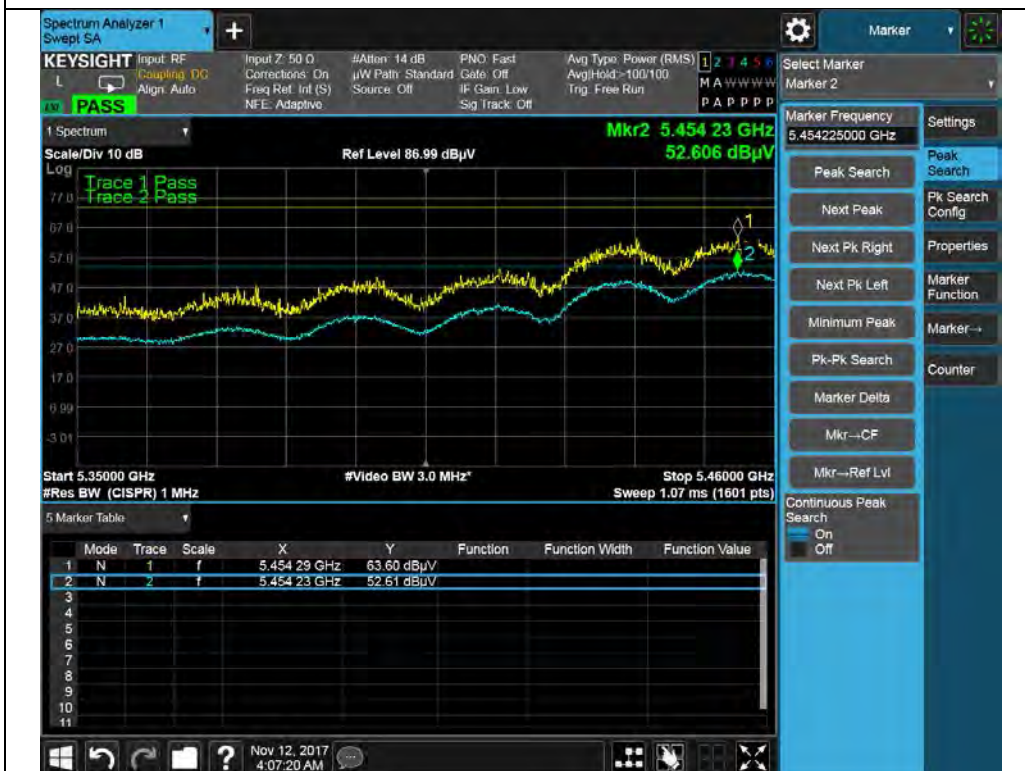 Spectrum Analyzer 1
Swept SA
+
Marker
KEYSIGHT
L
PASS
Input: RF
Coupling: DC
Align: Auto
Input Z: 50 Ω
Corrections: On
Freq Ref: Int (S)
NFE: Adaptive
#Atten: 14 dB
µW Path: Standard
Source: Off
PNO: Fast
Gate: Off
IF Gain: Low
Sig Track: Off
Avg Type: Power (RMS)
Avg|Hold:>100/100
Trig: Free Run
1 2 3 4 5 6
M A W W W W
P A P P P P
Select Marker
Marker 2
Marker Frequency
5.454225000 GHz
Settings
1 Spectrum
Mkr2 5.454 23 GHz
Scale/Div 10 dB
Ref Level 86.99 dBµV
52.606 dBµV
Log
Trace 1 Pass
Trace 2 Pass
77.0
67.0
57.0
47.0
37.0
27.0
17.0
6.99
-3.01
1
2
Start 5.35000 GHz
#Video BW 3.0 MHz*
Stop 5.46000 GHz
#Res BW (CISPR) 1 MHz
Sweep 1.07 ms (1601 pts)
Peak Search
Next Peak
Next Pk Right
Next Pk Left
Minimum Peak
Pk-Pk Search
Marker Delta
Mkr→CF
Mkr→Ref Lvl
Continuous Peak
Search
On
Off
Peak
Search
Pk Search
Config
Properties
Marker
Function
Marker→
Counter
5 Marker Table
Mode Trace Scale X Y Function Function Width Function Value
1 N 1 f 5.454 29 GHz 63.60 dBµV
2 N 2 f 5.454 23 GHz 52.61 dBµV
3
4
5
6
7
8
9
10
11
?
Nov 12, 2017
4:07:20 AM